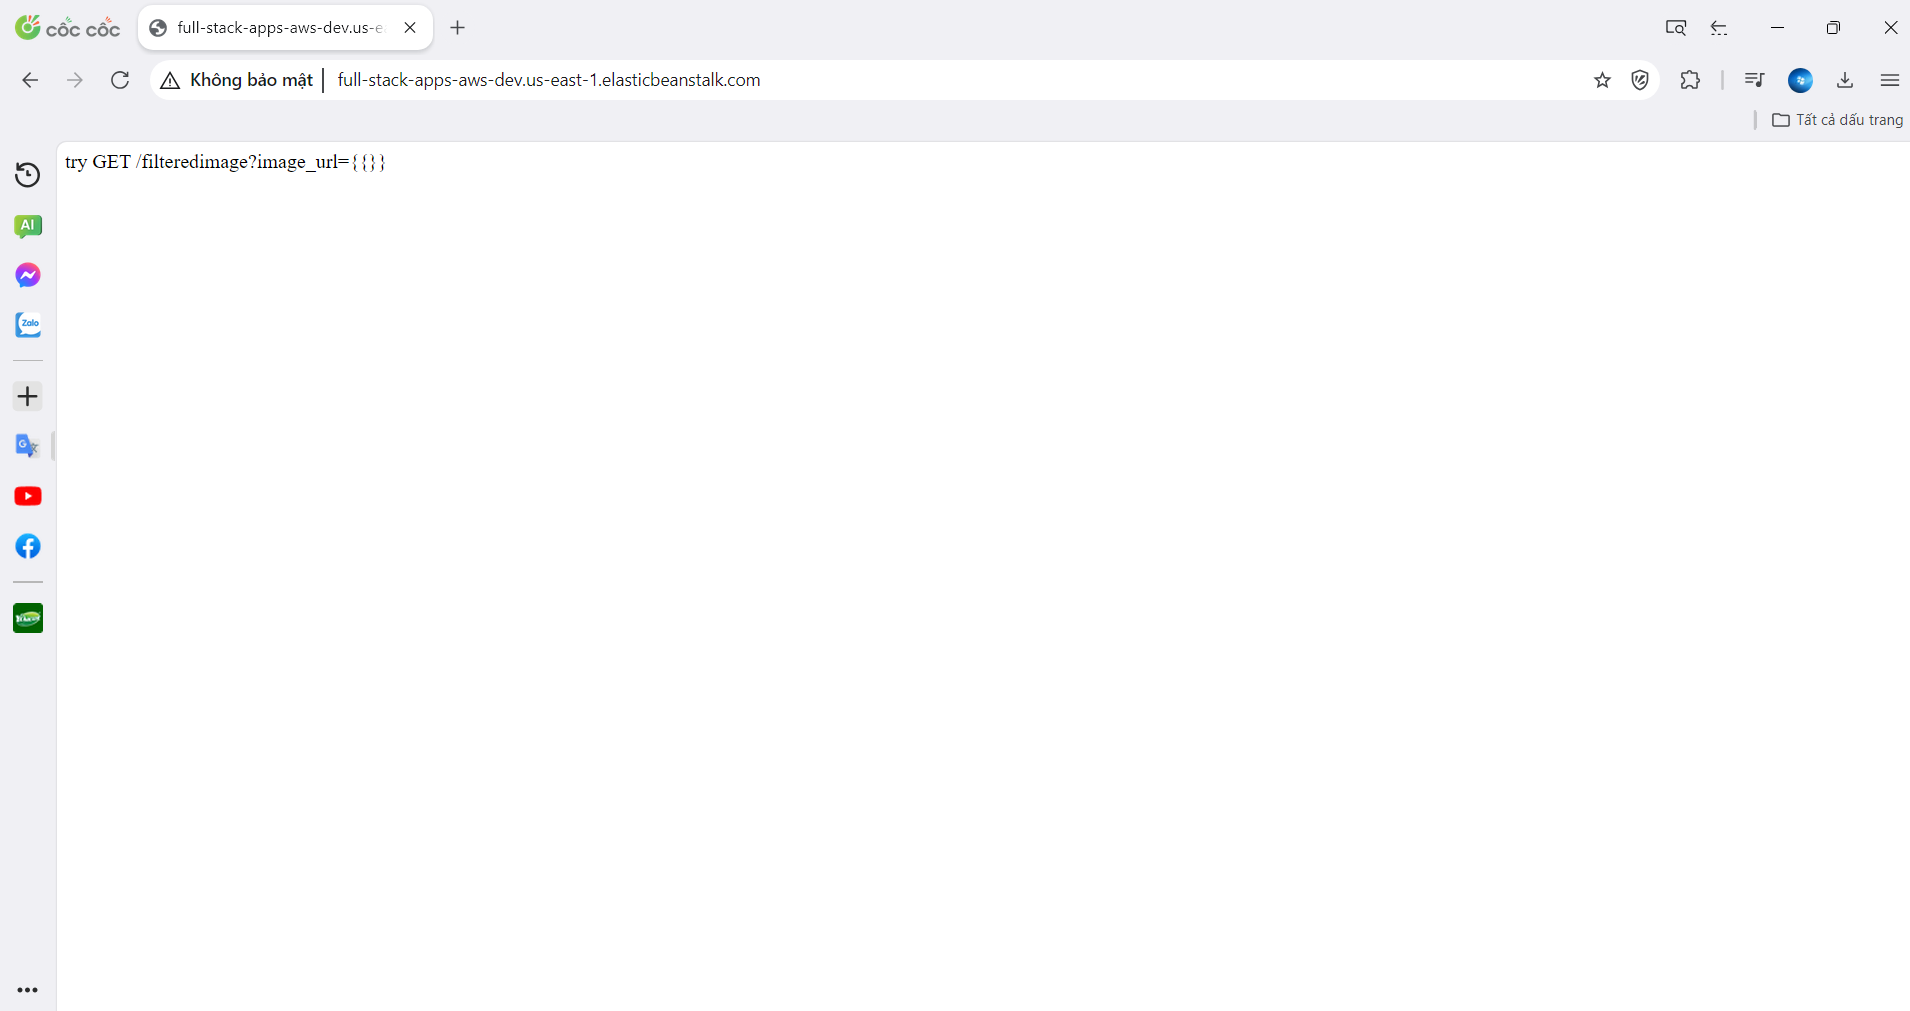 cốc cốc
full-stack-apps-aws-dev.us-e
Không bảo mật
full-stack-apps-aws-dev.us-east-1.elasticbeanstalk.com
Tất cả dấu trang
try GET /filteredimage?image_url={{}}
AI
Zalo
G